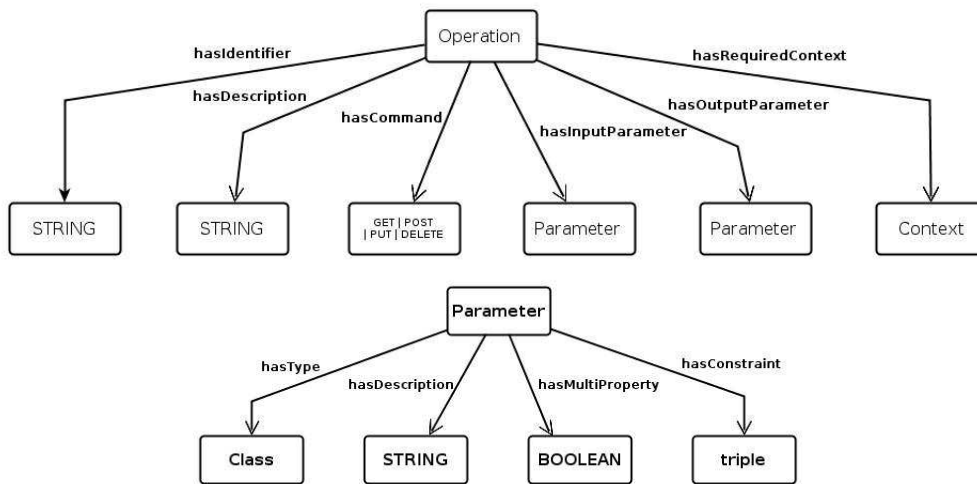 Operation
hasIdentifier
hasRequiredContext
hasDescription
hasOutputParameter
hasCommand
hasInputParameter
STRING
STRING
GET | POST
| PUT | DELETE
Parameter
Parameter
Context
Parameter
hasType
hasDescription
hasMultiProperty
hasConstraint
Class
STRING
BOOLEAN
triple